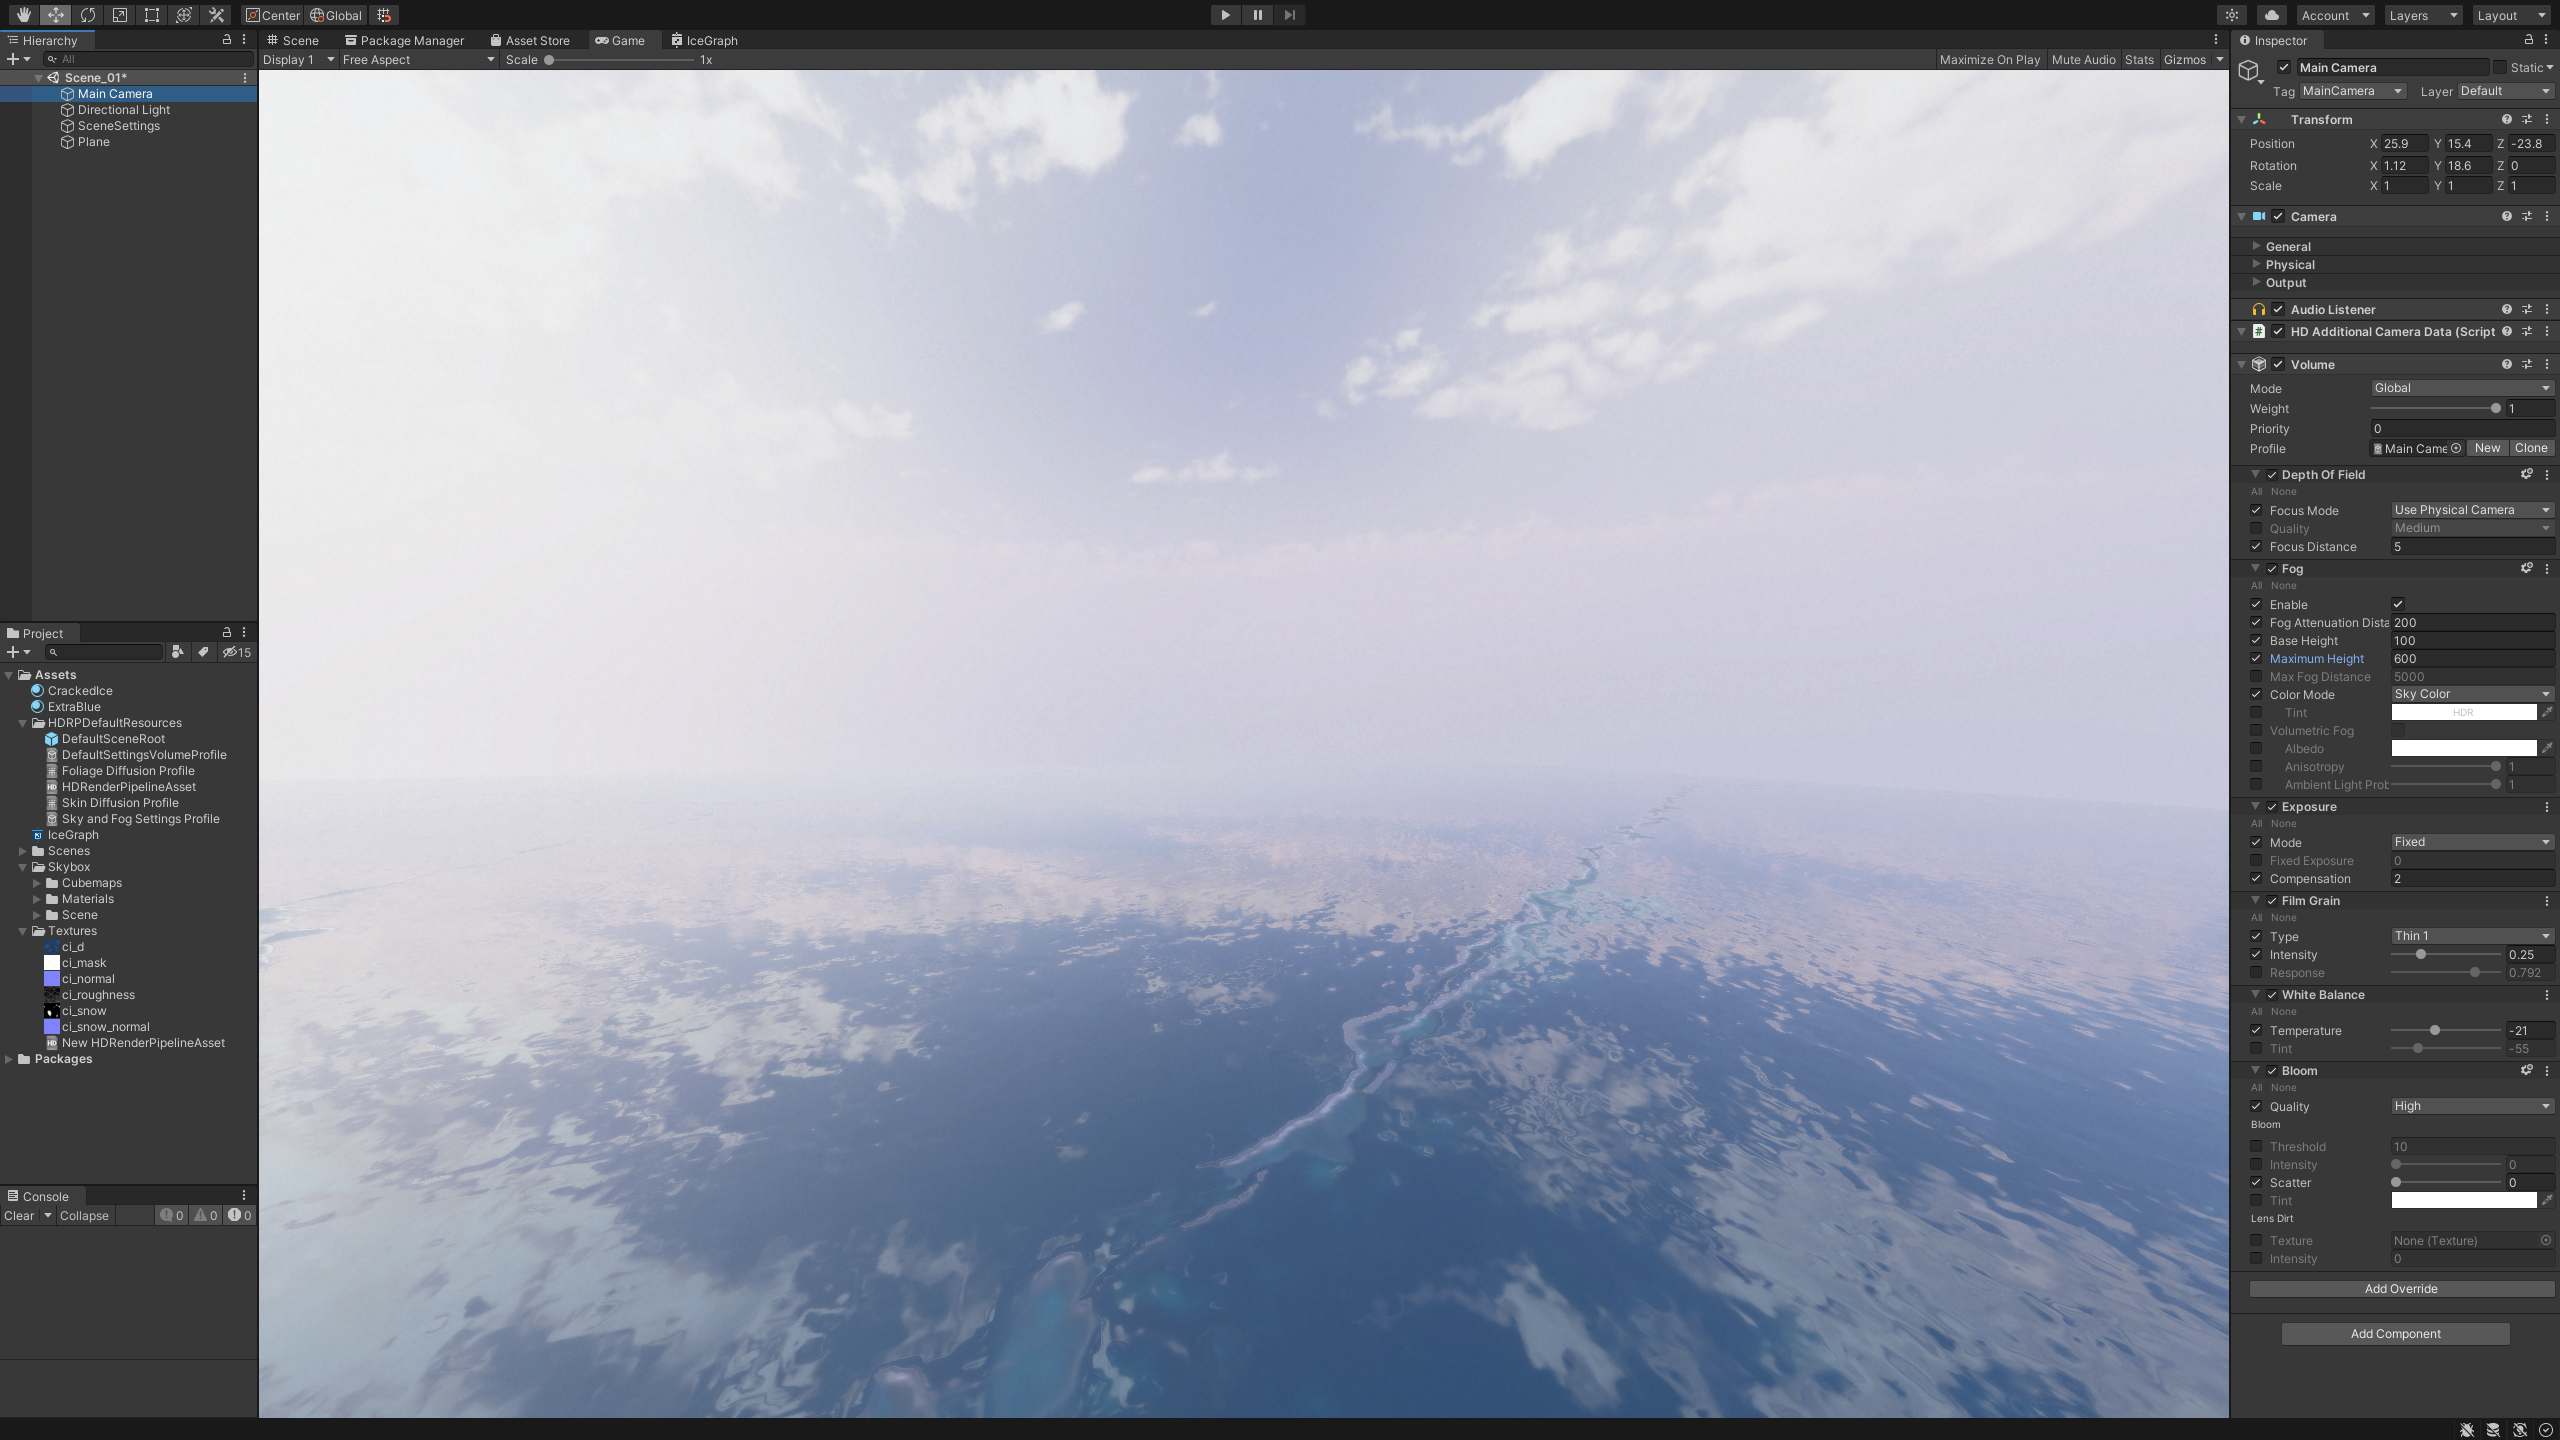 Center
Global
Account
Layers
Layout
Hierarchy
All
Scene_01*
Main Camera
Directional Light
SceneSettings
Plane
Project
15
Assets
CrackedIce
ExtraBlue
HDRPDefaultResources
DefaultSceneRoot
DefaultSettingsVolumeProfile
Foliage Diffusion Profile
HDRenderPipelineAsset
Skin Diffusion Profile
Sky and Fog Settings Profile
IceGraph
Scenes
Skybox
Cubemaps
Materials
Scene
Textures
ci_d
ci_mask
ci_normal
ci_roughness
ci_snow
ci_snow_normal
New HDRenderPipelineAsset
Packages
Console
Clear Collapse 0 0 0
Scene Package Manager Asset Store Game IceGraph
Display 1 Free Aspect Scale 1x Maximize On Play Mute Audio Stats Gizmos
Inspector
Main Camera Static
Tag MainCamera Layer Default
Transform
Position X 25.9 Y 15.4 Z -23.8
Rotation X 1.12 Y 18.6 Z 0
Scale X 1 Y 1 Z 1
Camera
General
Physical
Output
Audio Listener
HD Additional Camera Data (Script
Volume
Mode Global
Weight 1
Priority 0
Profile Main Came New Clone
Depth Of Field
All None
Focus Mode Use Physical Camera
Quality Medium
Focus Distance 5
Fog
All None
Enable
Fog Attenuation Dista 200
Base Height 100
Maximum Height 600
Max Fog Distance 5000
Color Mode Sky Color
Tint HDR
Volumetric Fog
Albedo
Anisotropy 1
Ambient Light Prob 1
Exposure
All None
Mode Fixed
Fixed Exposure 0
Compensation 2
Film Grain
All None
Type Thin 1
Intensity 0.25
Response 0.792
White Balance
All None
Temperature -21
Tint -55
Bloom
All None
Quality High
Bloom
Threshold 10
Intensity 0
Scatter 0
Tint
Lens Dirt
Texture None (Texture)
Intensity 0
Add Override
Add Component